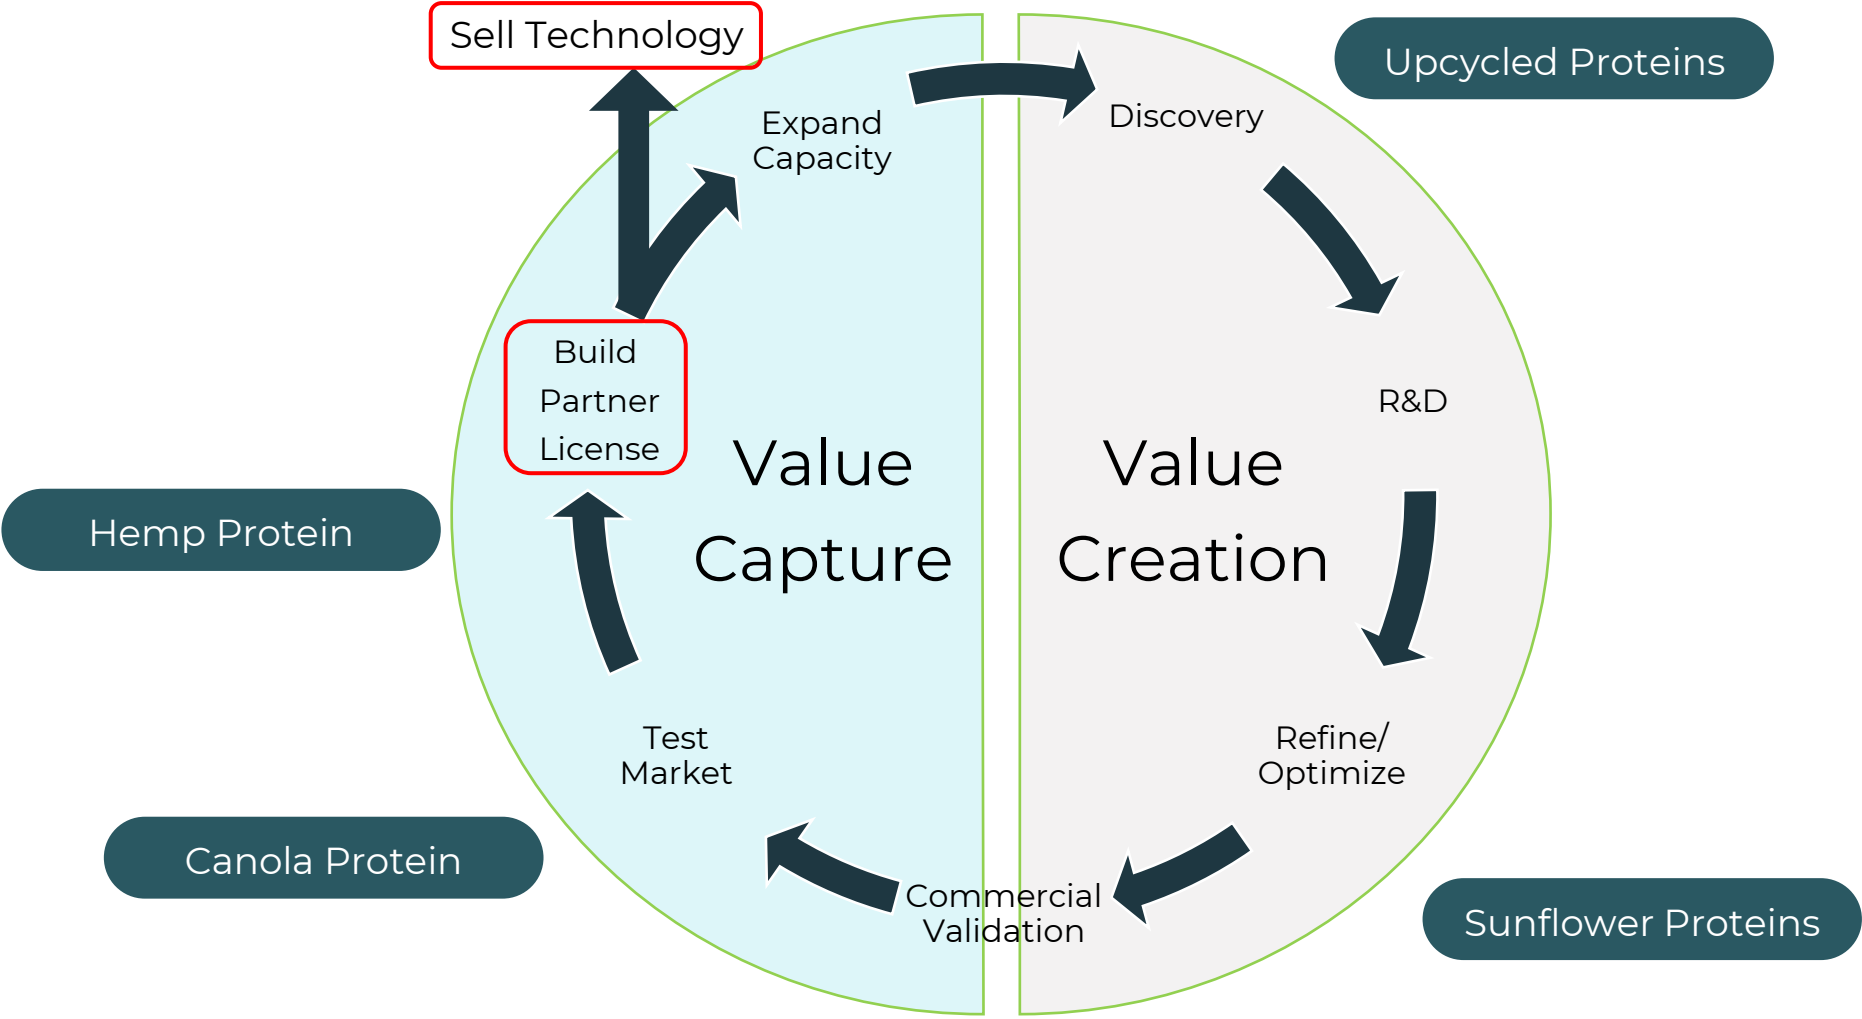 Sell Technology
Upcycled Proteins
Expand
Capacity
Discovery
Build
Partner
License
R&D
Value
Capture
Value
Creation
Hemp Protein
Test
Market
Refine/
Optimize
Canola Protein
Commercial
Validation
Sunflower Proteins